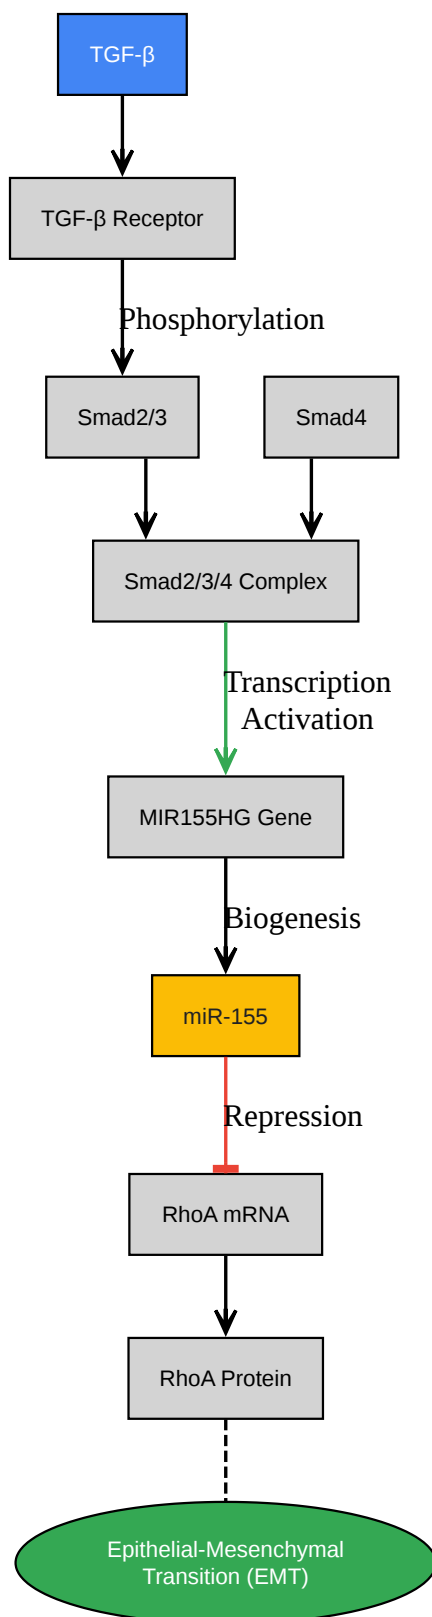 TGF-β
TGF-β Receptor
Phosphorylation
Smad2/3
Smad4
Smad2/3/4 Complex
Transcription
Activation
MIR155HG Gene
Biogenesis
miR-155
Repression
RhoA mRNA
RhoA Protein
Epithelial-Mesenchymal
Transition (EMT)